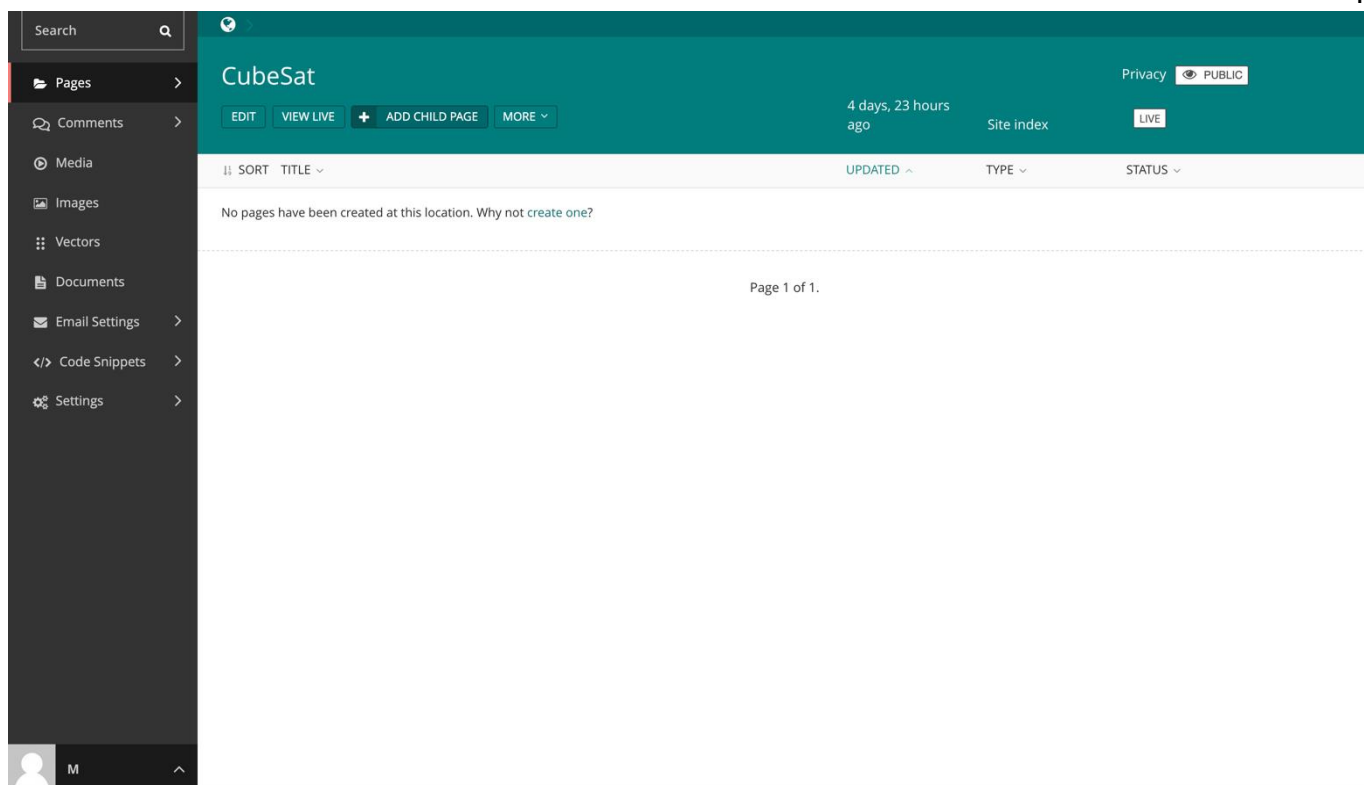 Search
Pages
Comments
Media
Images
Vectors
Documents
Email Settings
</> Code Snippets
Settings
M
CubeSat
Privacy PUBLIC
EDIT VIEW LIVE + ADD CHILD PAGE MORE
4 days, 23 hours
ago
Site index
LIVE
SORT TITLE UPDATED TYPE STATUS
No pages have been created at this location. Why not create one?
Page 1 of 1.